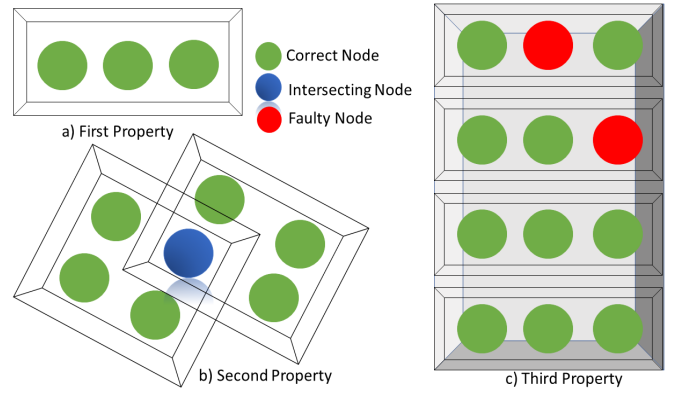 Correct Node
Intersecting Node
Faulty Node
a) First Property
b) Second Property
c) Third Property